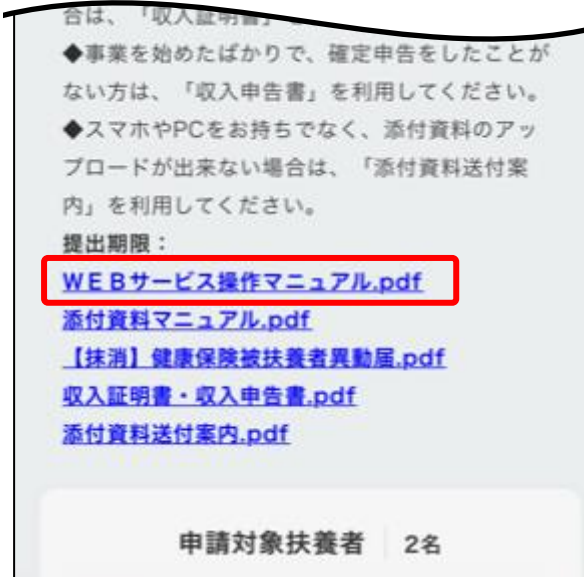 合は、「収入証明書」
◆事業を始めたばかりで、確定申告をしたことが
ない方は、「収入申告書」を利用してください。
◆スマホやPCをお持ちでなく、添付資料のアッ
プロードが出来ない場合は、「添付資料送付案
内」を利用してください。
提出期限：
ＷＥＢサービス操作マニュアル.pdf
添付資料マニュアル.pdf
【抹消】健康保険被扶養者異動届.pdf
収入証明書・収入申告書.pdf
添付資料送付案内.pdf
申請対象扶養者 2名